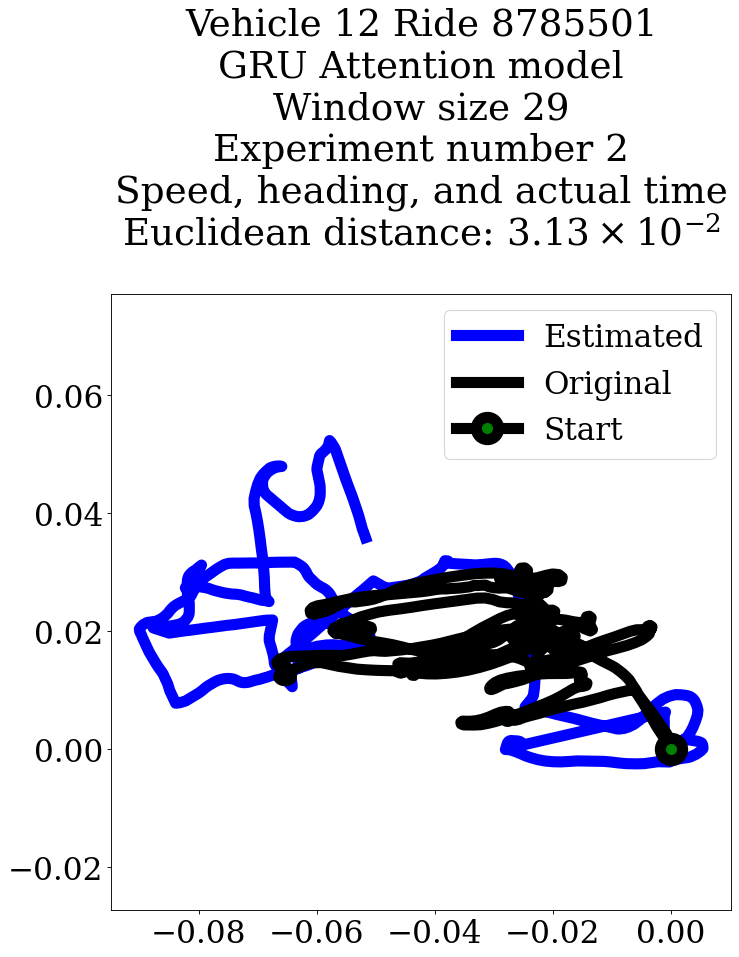 Vehicle 12 Ride 8785501
GRU Attention model
Window size 29
Experiment number 2
Speed, heading, and actual time
Euclidean distance: 3.13 × 10⁻²
Estimated
Original
Start
0.06
0.04
0.02
0.00
−0.02
−0.08
−0.06
−0.04
−0.02
0.00